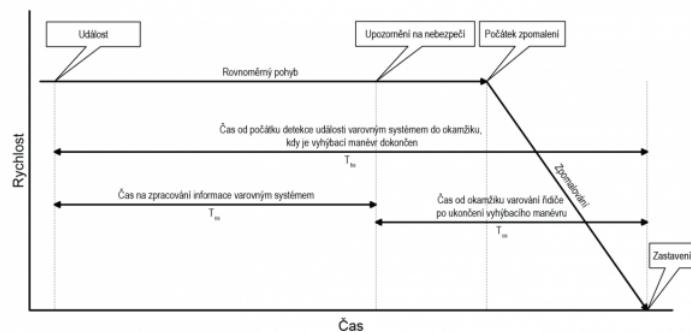 Událost
Upozornění na nebezpečí
Počátek zpomalení
Rovnoměrný pohyb
Čas od počátku detekce události varovným systémem do okamžiku,
kdy je vyhýbací manévr dokončen
Zpomalování
Čas na zpracování informace varovným systémem
Čas od okamžiku varování řidiče
po ukončení vyhýbacího manévru
Zastavení
Rychlost
Čas